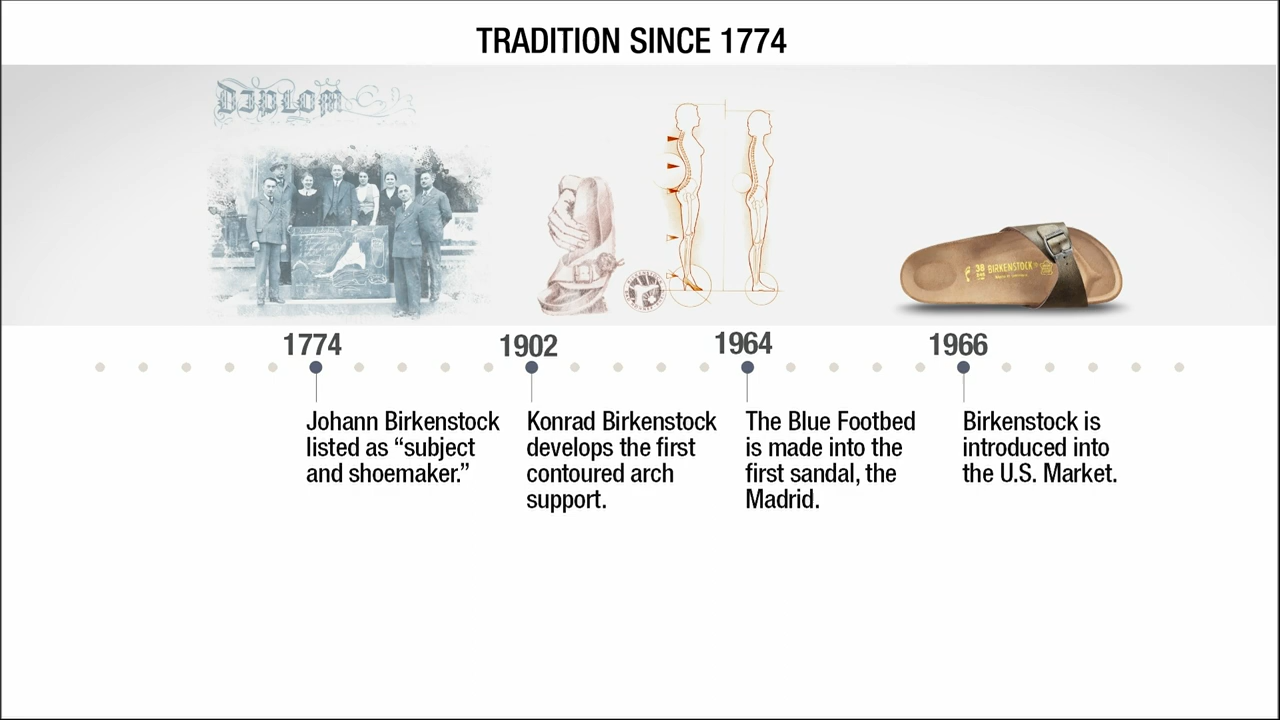 TRADITION SINCE 1774
Diplom
38
BIRKENSTOCK
1774
1902
1964
1966
Johann Birkenstock
listed as “subject
and shoemaker.”
Konrad Birkenstock
develops the first
contoured arch
support.
The Blue Footbed
is made into the
first sandal, the
Madrid.
Birkenstock is
introduced into
the U.S. Market.